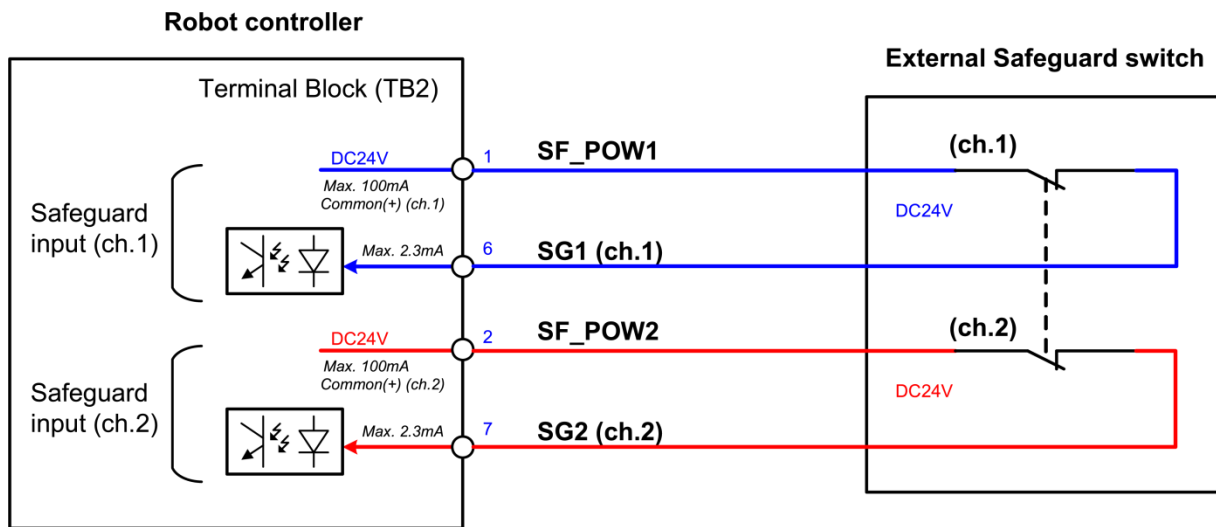 Robot controller
External Safeguard switch
Terminal Block (TB2)
DC24V
1
SF_POW1
(ch.1)
Max. 100mA
Common(+) (ch.1)
DC24V
Safeguard
input (ch.1)
Max. 2.3mA
6
SG1 (ch.1)
DC24V
2
SF_POW2
(ch.2)
Max. 100mA
Common(+) (ch.2)
DC24V
Safeguard
input (ch.2)
Max. 2.3mA
7
SG2 (ch.2)